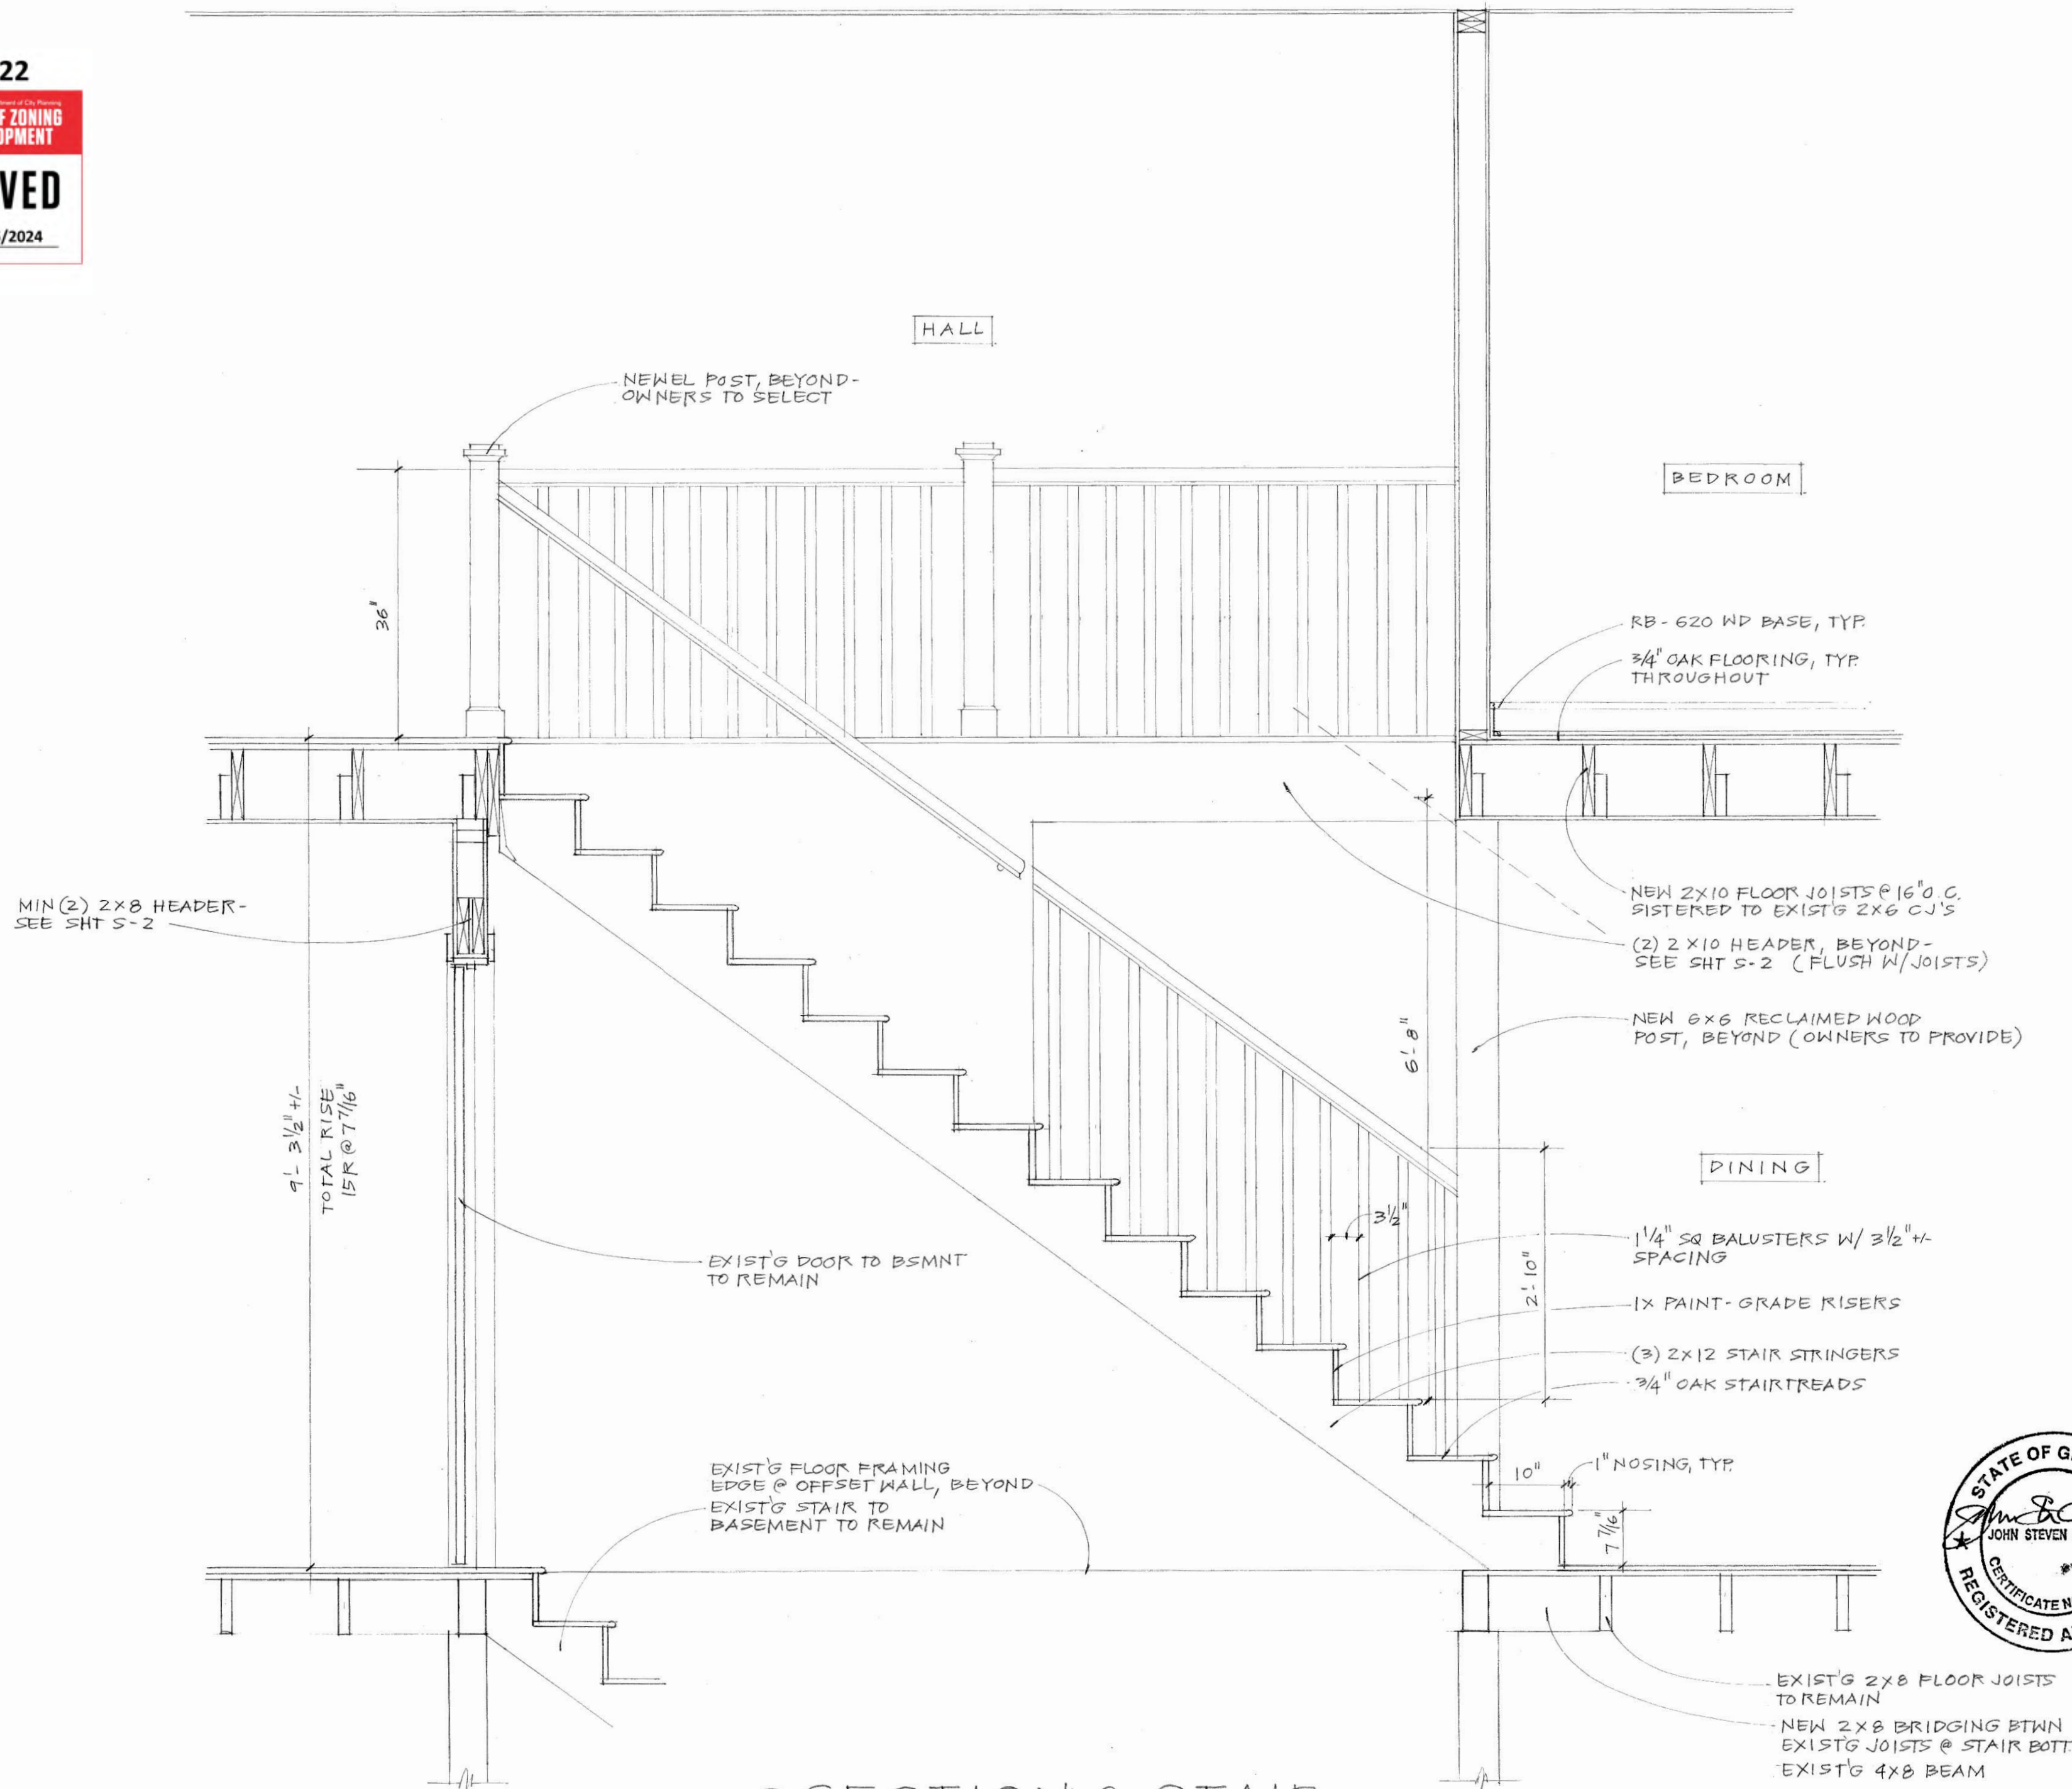 22
F ZONING
OPMENT
VED
/2024
HALL
NEWEL POST, BEYOND-
OWNERS TO SELECT
BEDROOM
36"
RB-620 WD BASE, TYP.
3/4" OAK FLOORING, TYP.
THROUGHOUT
MIN (2) 2X8 HEADER-
SEE SHT S-2
NEW 2X10 FLOOR JOISTS @ 16" O.C.
SISTERED TO EXIST'G 2X6 CJ'S
(2) 2X10 HEADER, BEYOND-
SEE SHT S-2 (FLUSH W/JOISTS)
NEW 6X6 RECLAIMED WOOD
POST, BEYOND (OWNERS TO PROVIDE)
6'-8"
9'-3 1/2" +/-
TOTAL RISE
15R @ 7 7/16"
DINING
3 1/2"
1 1/4" SQ BALUSTERS W/ 3 1/2" +/-
SPACING
2'-10"
EXIST'G DOOR TO BSMNT
TO REMAIN
1X PAINT-GRADE RISERS
(3) 2X12 STAIR STRINGERS
3/4" OAK STAIRTREADS
10"
1" NOSING, TYP.
7 7/16"
EXIST'G FLOOR FRAMING
EDGE @ OFFSET WALL, BEYOND
EXIST'G STAIR TO
BASEMENT TO REMAIN
STATE OF G
JOHN STEVEN
CERTIFICATE N
REGISTERED A
EXIST'G 2X8 FLOOR JOISTS
TO REMAIN
NEW 2X8 BRIDGING BTWN
EXIST'G JOISTS @ STAIR BOTT
EXIST'G 4X8 BEAM